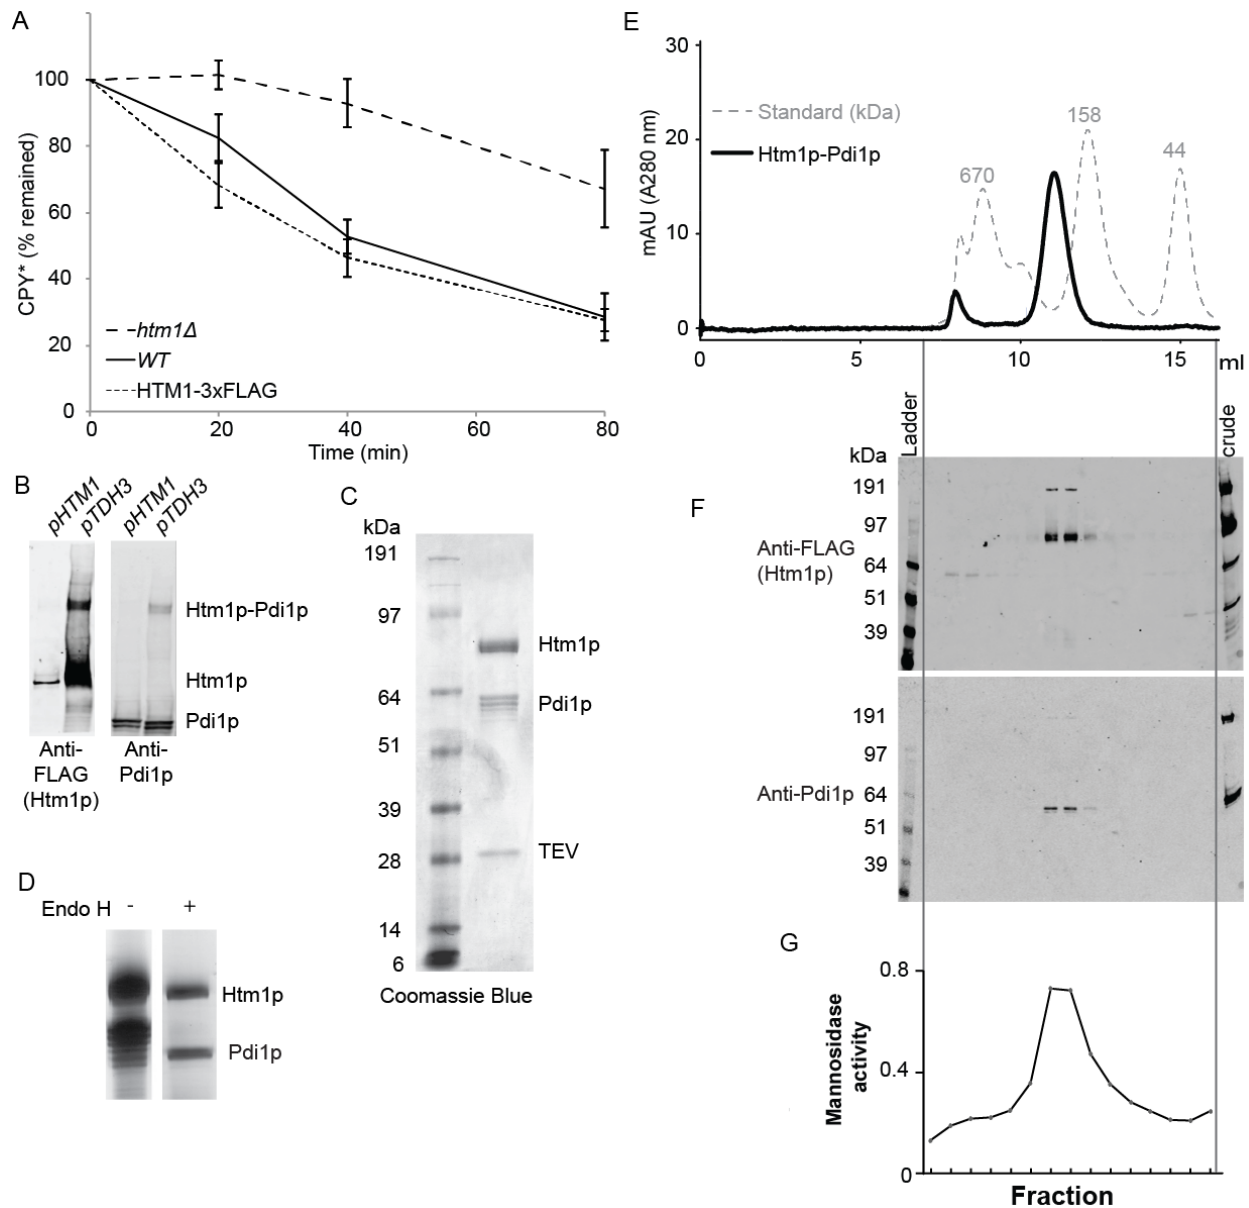 A
100
80
60
40
20
0
CPY* (% remained)
htm1Δ
WT
HTM1-3xFLAG
0
20
40
60
80
Time (min)
B
pHTM1
pTDH3
pHTM1
pTDH3
Htm1p-Pdi1p
Htm1p
Pdi1p
Anti-
FLAG
(Htm1p)
Anti-
Pdi1p
C
kDa
191
97
64
51
39
28
14
6
Htm1p
Pdi1p
TEV
Coomassie Blue
D
Endo H - +
Htm1p
Pdi1p
E
30
20
10
0
mAU (A280 nm)
Standard (kDa)
Htm1p-Pdi1p
670
158
44
0
5
10
15
ml
F
Ladder
crude
kDa
191
97
64
51
39
Anti-FLAG
(Htm1p)
191
97
64
51
39
Anti-Pdi1p
G
0.8
0.4
0
Mannosidase
activity
Fraction